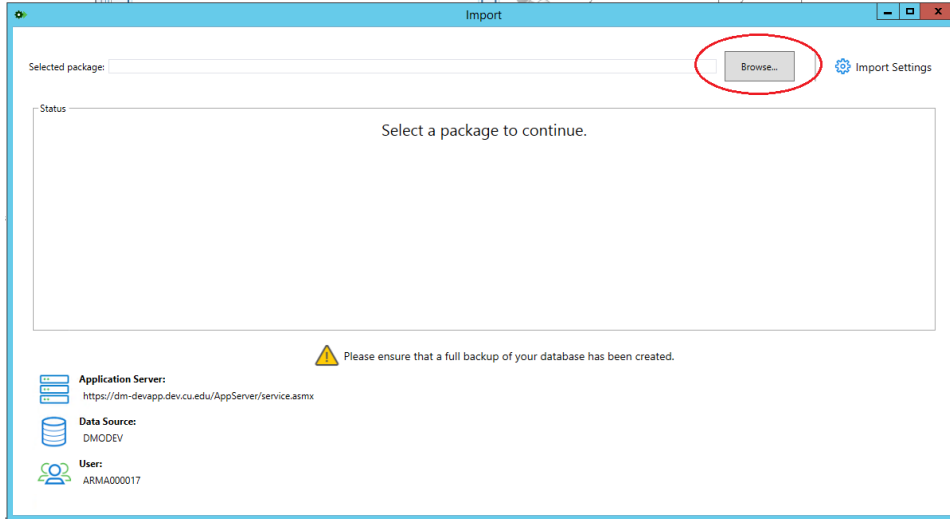 Import
Selected package:
Browse...
Import Settings
Status
Select a package to continue.
Please ensure that a full backup of your database has been created.
Application Server:
https://dm-devapp.dev.cu.edu/AppServer/service.asmx
Data Source:
DMODEV
User:
ARMA000017